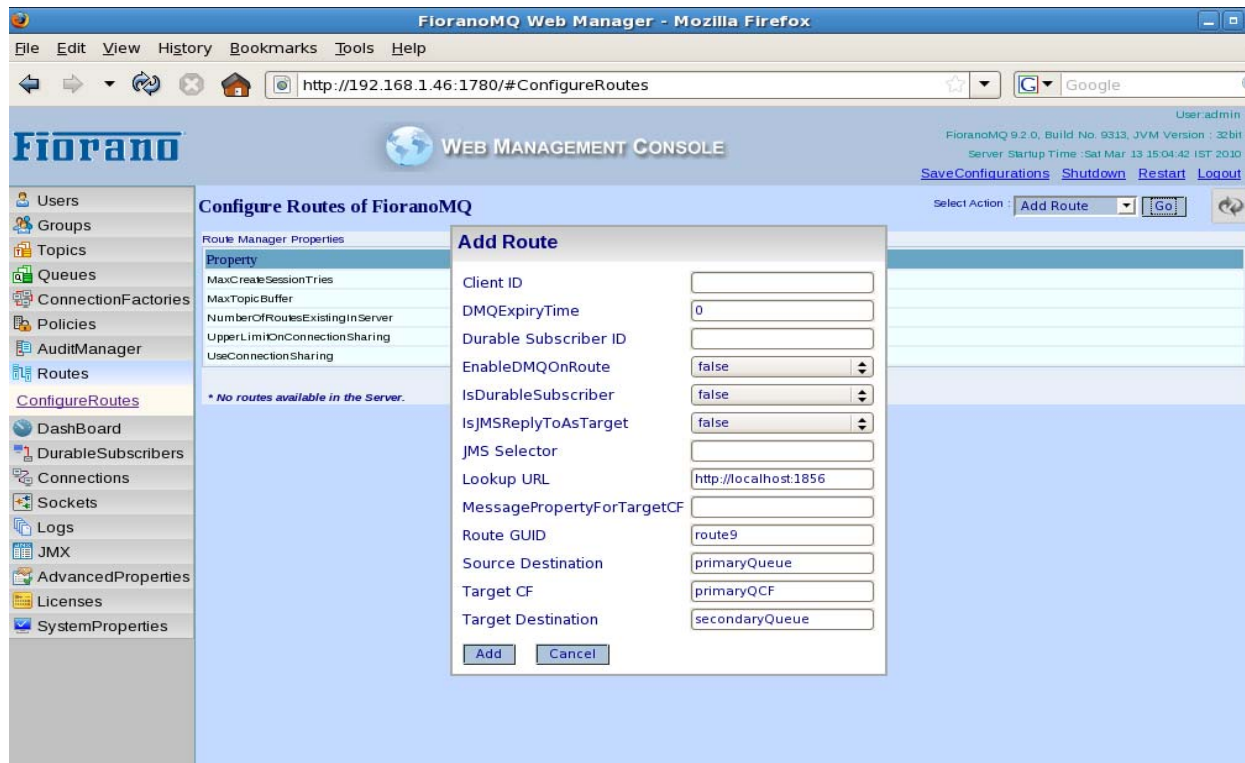 FioranoMQ Web Manager - Mozilla Firefox
File Edit View History Bookmarks Tools Help
http://192.168.1.46:1780/#ConfigureRoutes
G Google
Fiorano
WEB MANAGEMENT CONSOLE
User:admin
FioranoMQ 9.2.0, Build No. 9313, JVM Version : 32bit
Server Startup Time :Sat Mar 13 15:04:42 IST 2010
SaveConfigurations Shutdown Restart Logout
Users
Groups
Topics
Queues
ConnectionFactories
Policies
AuditManager
Routes
ConfigureRoutes
DashBoard
DurableSubscribers
Connections
Sockets
Logs
JMX
AdvancedProperties
Licenses
SystemProperties
Configure Routes of FioranoMQ
Select Action : Add Route Go
Route Manager Properties
Property
MaxCreateSessionTries
MaxTopicBuffer
NumberOfRoutesExistingInServer
UpperLimitOnConnectionSharing
UseConnectionSharing
* No routes available in the Server.
Add Route
Client ID
DMQExpiryTime 0
Durable Subscriber ID
EnableDMQOnRoute false
IsDurableSubscriber false
IsJMSReplyToAsTarget false
JMS Selector
Lookup URL http://localhost:1856
MessagePropertyForTargetCF
Route GUID route9
Source Destination primaryQueue
Target CF primaryQCF
Target Destination secondaryQueue
Add Cancel